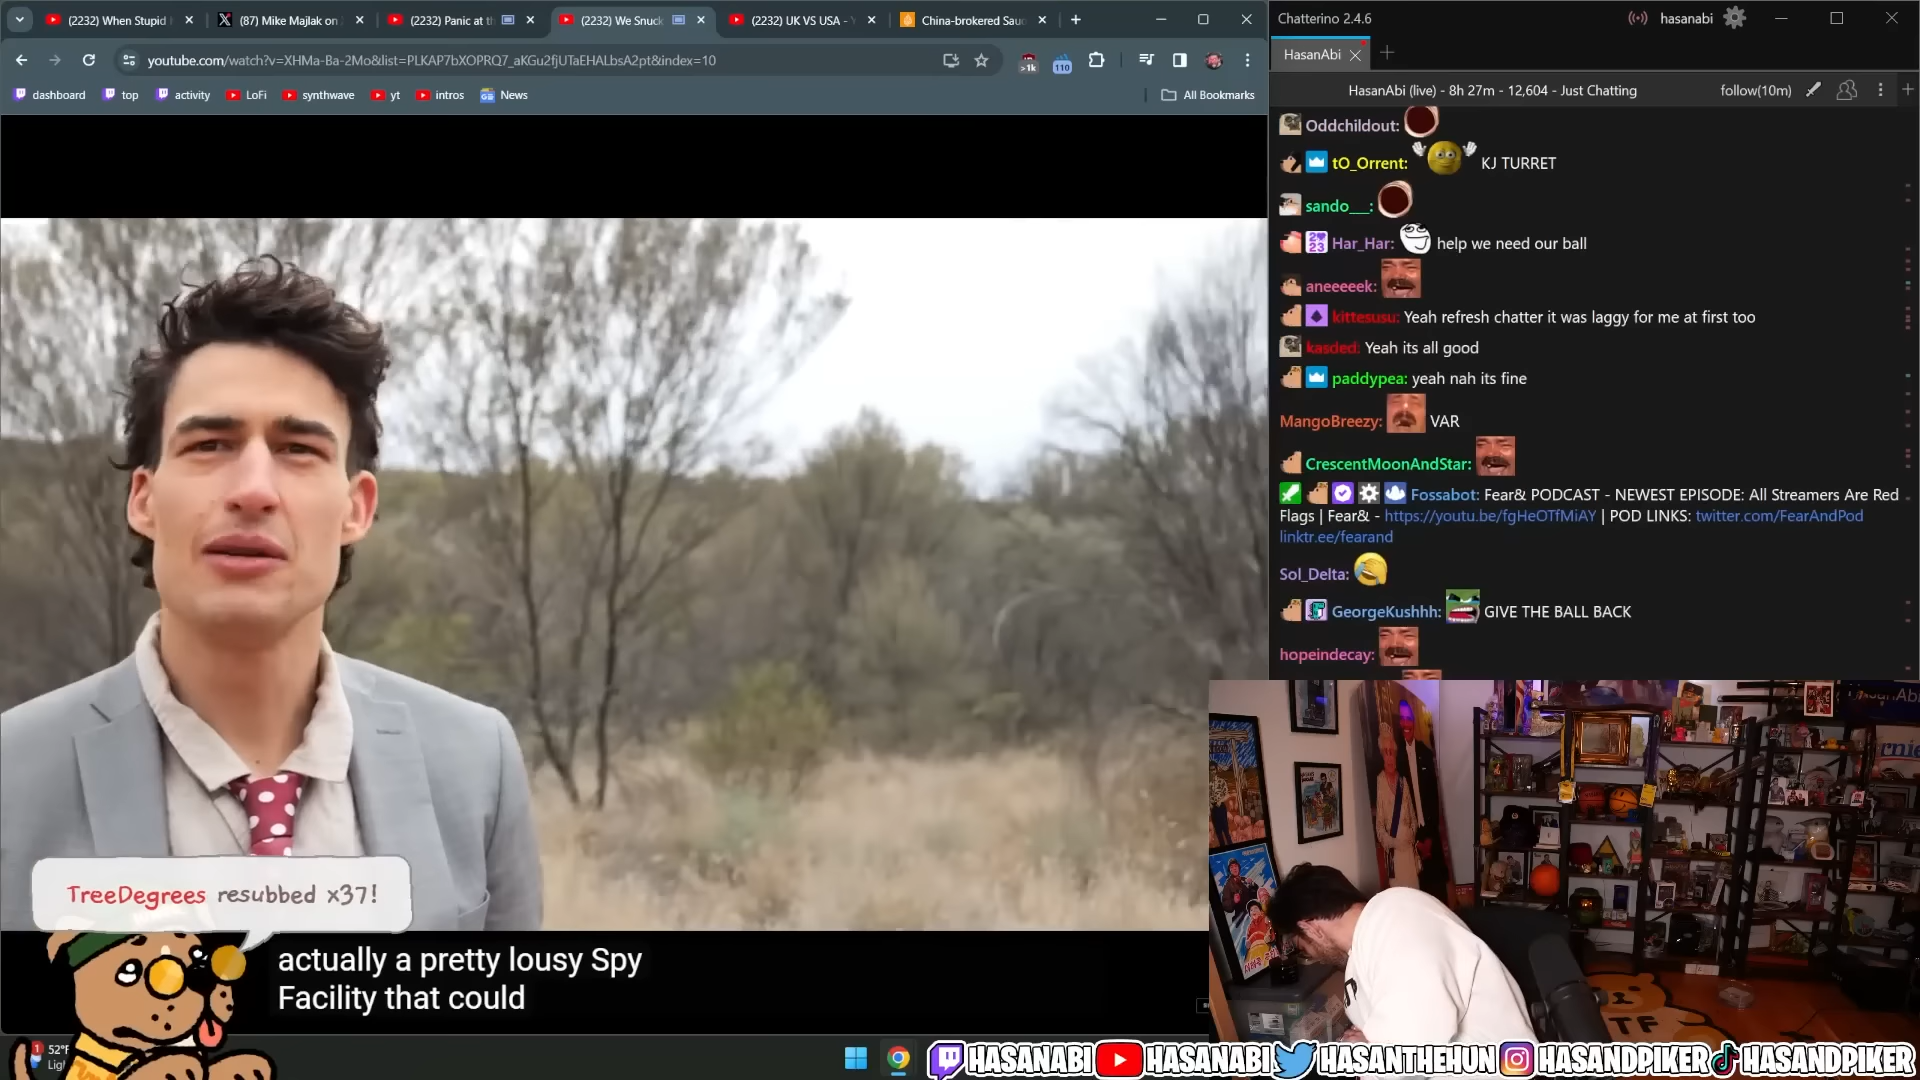 (2232) When Stupid
(87) Mike Majlak on
(2232) Panic at th
(2232) We Snuck
(2232) UK VS USA - Y
China-brokered Sau
youtube.com/watch?v=XHMa-Ba-2Mo&list=PLKAP7bXOPRQ7_aKGu2fjUTaEHALbsA2pt&index=10
>1k
110
dashboard
top
activity
LoFi
synthwave
yt
intros
News
All Bookmarks
Chatterino 2.4.6
hasanabi
HasanAbi
HasanAbi (live) - 8h 27m - 12,604 - Just Chatting
follow(10m)
Oddchildout:
tO_Orrent: KJ TURRET
sando___:
Har_Har: help we need our ball
aneeeeek:
kittesusu: Yeah refresh chatter it was laggy for me at first too
kasded: Yeah its all good
paddypea: yeah nah its fine
MangoBreezy: VAR
CrescentMoonAndStar:
Fossabot: Fear& PODCAST - NEWEST EPISODE: All Streamers Are Red
Flags | Fear& - https://youtu.be/fgHeOTfMiAY | POD LINKS: twitter.com/FearAndPod
linktr.ee/fearand
Sol_Delta:
GeorgeKushhh: GIVE THE BALL BACK
hopeindecay:
TreeDegrees resubbed x37!
actually a pretty lousy Spy
Facility that could
1
52°F
Lig
HASANABI
HASANABI
HASANTHEHUN
HASANDPIKER
HASANDPIKER